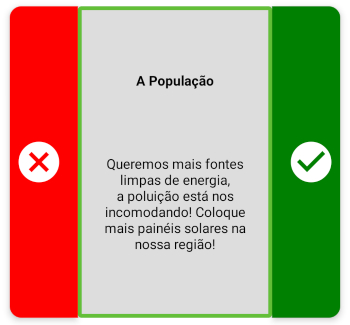 A População
Queremos mais fontes
limpas de energia,
a poluição está nos
incomodando! Coloque
mais painéis solares na
nossa região!